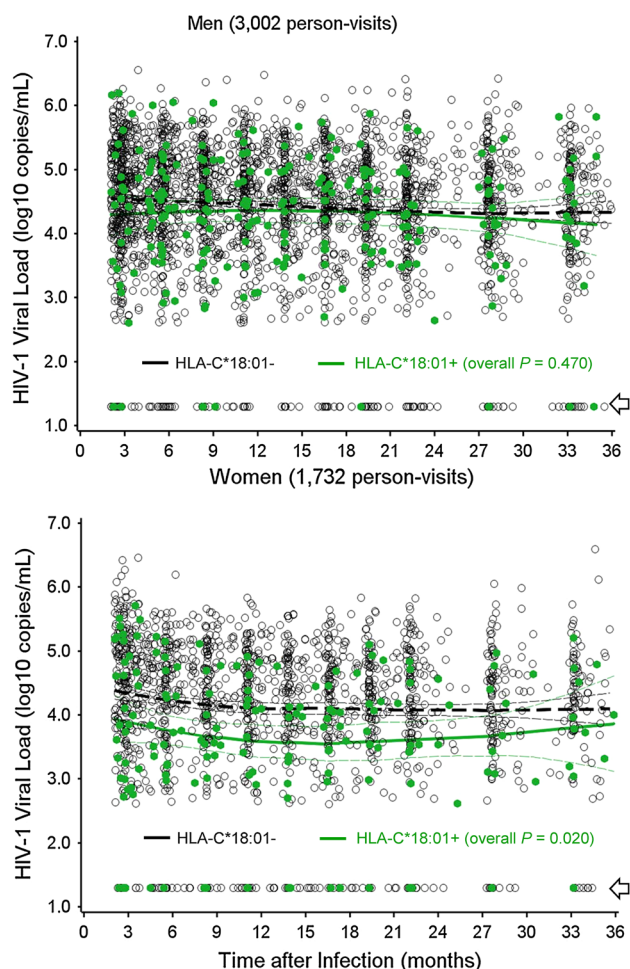 Men (3,002 person-visits)
HIV-1 Viral Load (log10 copies/mL)
7.0
6.0
5.0
4.0
3.0
2.0
1.0
HLA-C*18:01-
HLA-C*18:01+ (overall P = 0.470)
0 3 6 9 12 15 18 21 24 27 30 33 36
Women (1,732 person-visits)
HIV-1 Viral Load (log10 copies/mL)
7.0
6.0
5.0
4.0
3.0
2.0
1.0
HLA-C*18:01-
HLA-C*18:01+ (overall P = 0.020)
0 3 6 9 12 15 18 21 24 27 30 33 36
Time after Infection (months)